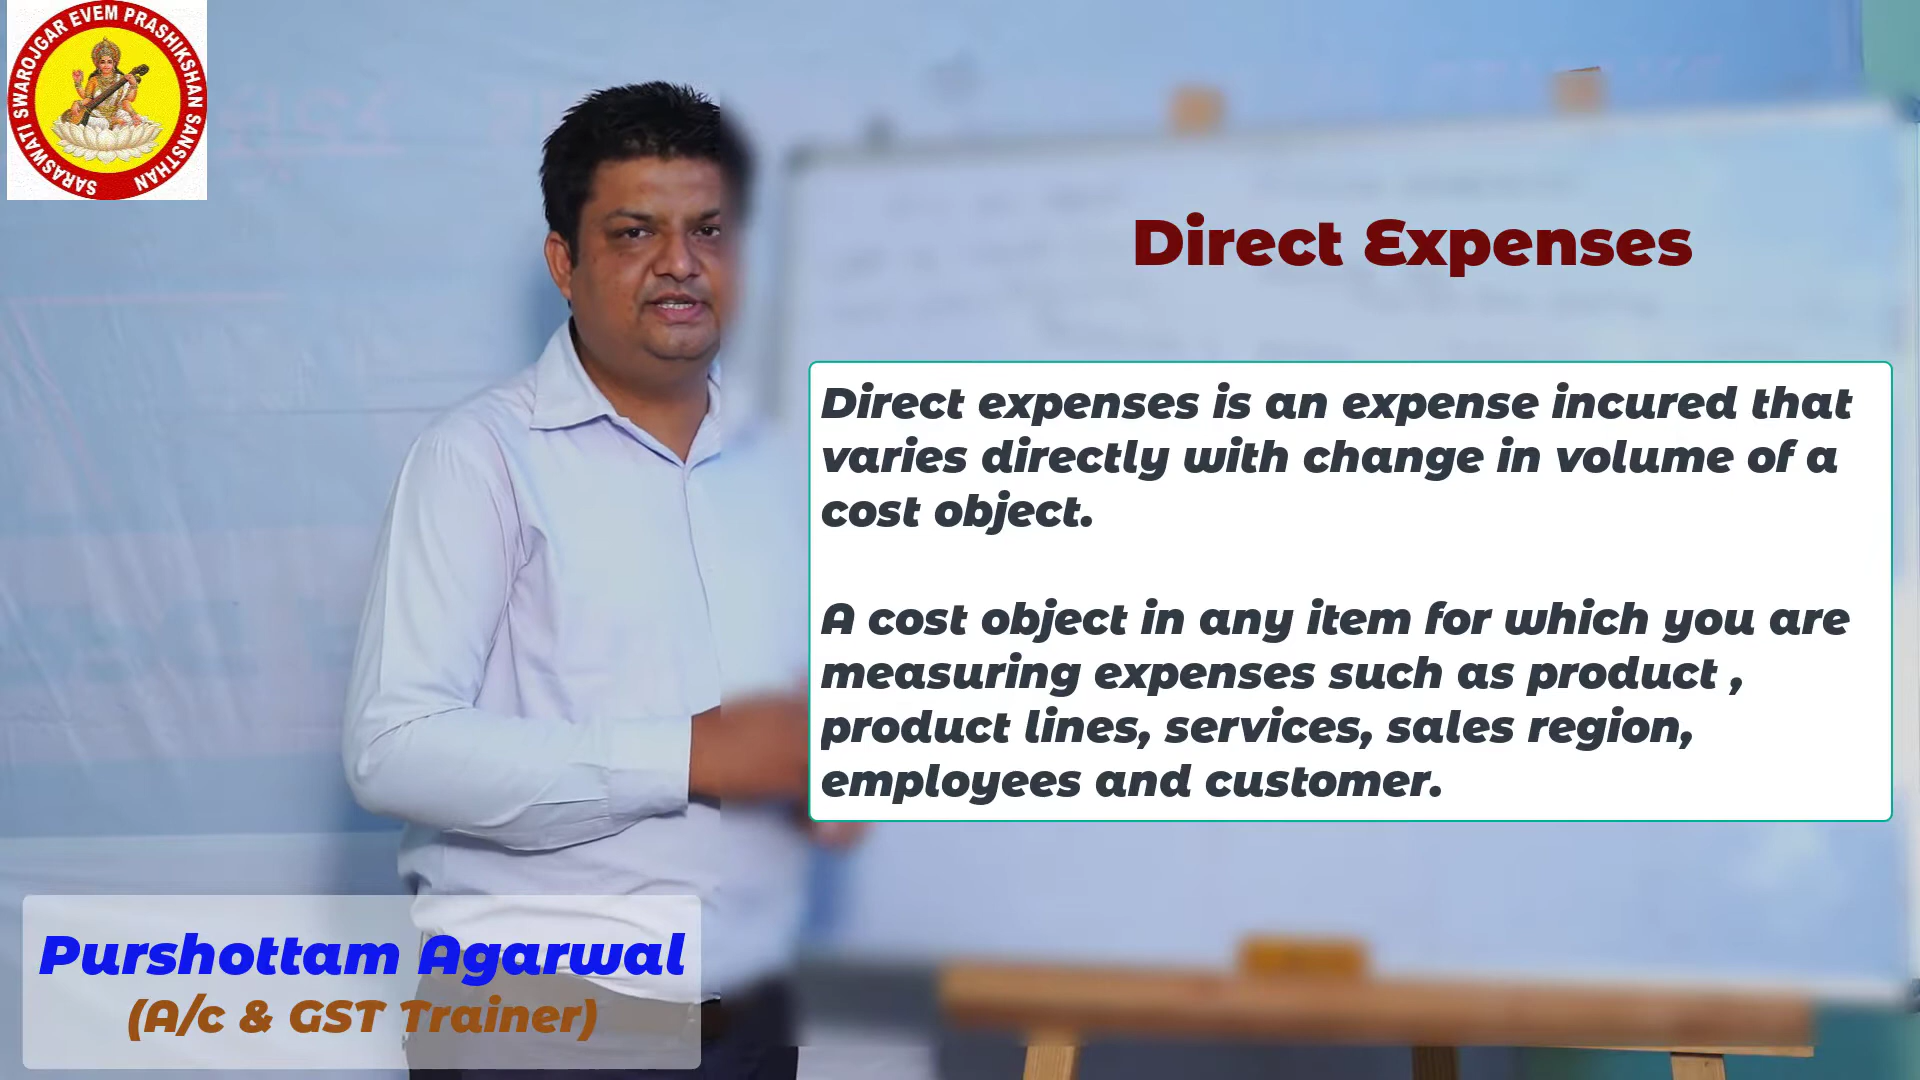 SARASWATI SWAROJGAR EVEM PRASHIKSHAN SANSTHAN
Direct Expenses
Direct expenses is an expense incured that
varies directly with change in volume of a
cost object.
A cost object in any item for which you are
measuring expenses such as product ,
product lines, services, sales region,
employees and customer.
Purshottam Agarwal
(A/c & GST Trainer)